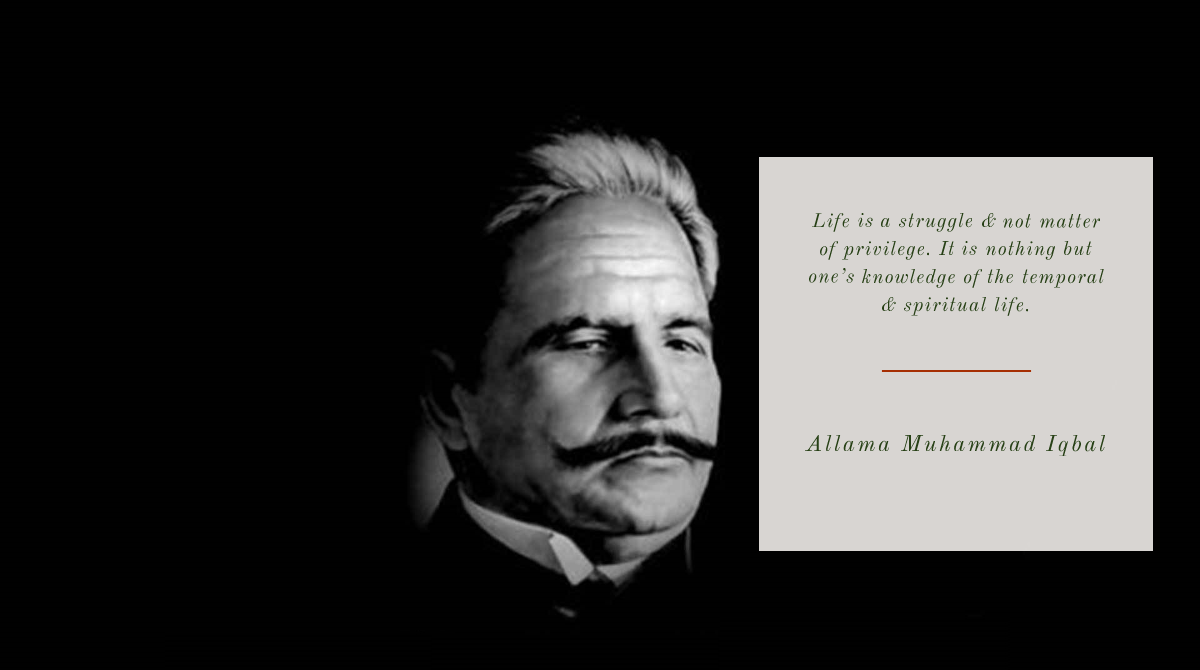 Life is a struggle & not matter
of privilege. It is nothing but
one’s knowledge of the temporal
& spiritual life.
Allama Muhammad Iqbal